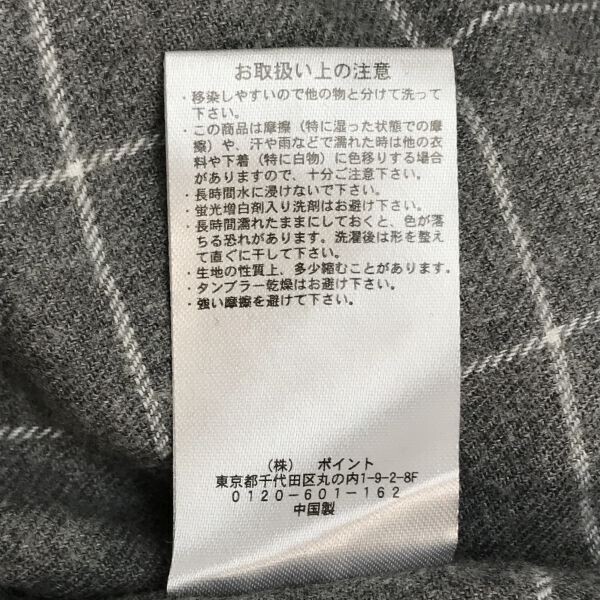 お取扱い上の注意
・移染しやすいので他の物と分けて洗って
下さい。
・この商品は摩擦（特に湿った状態での摩
擦）や、汗や雨などで濡れた時は他の衣
料や下着（特に白物）に色移りする場合
がありますので、十分ご注意下さい。
・長時間水に浸けないで下さい。
・蛍光増白剤入り洗剤はお避け下さい。
・長時間濡れたままにしておくと、色が落
ちる恐れがあります。洗濯後は形を整え
て直ぐに干して下さい。
・生地の性質上、多少縮むことがあります。
・タンブラー乾燥はお避け下さい。
・強い摩擦を避けて下さい。
（株） ポイント
東京都千代田区丸の内1-9-2-8F
0120-601-162
中国製